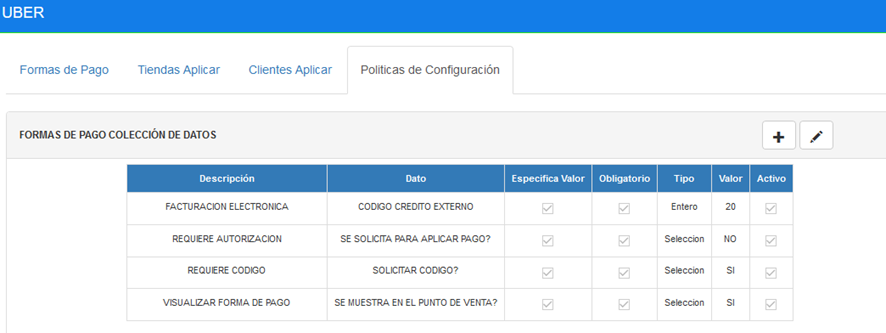 UBER
Formas de Pago Tiendas Aplicar Clientes Aplicar Politicas de Configuración
FORMAS DE PAGO COLECCIÓN DE DATOS
Descripción Dato Especifica Valor Obligatorio Tipo Valor Activo
FACTURACION ELECTRONICA CODIGO CREDITO EXTERNO Entero 20
REQUIERE AUTORIZACION SE SOLICITA PARA APLICAR PAGO? Seleccion NO
REQUIERE CODIGO SOLICITAR CODIGO? Seleccion SI
VISUALIZAR FORMA DE PAGO SE MUESTRA EN EL PUNTO DE VENTA? Seleccion SI